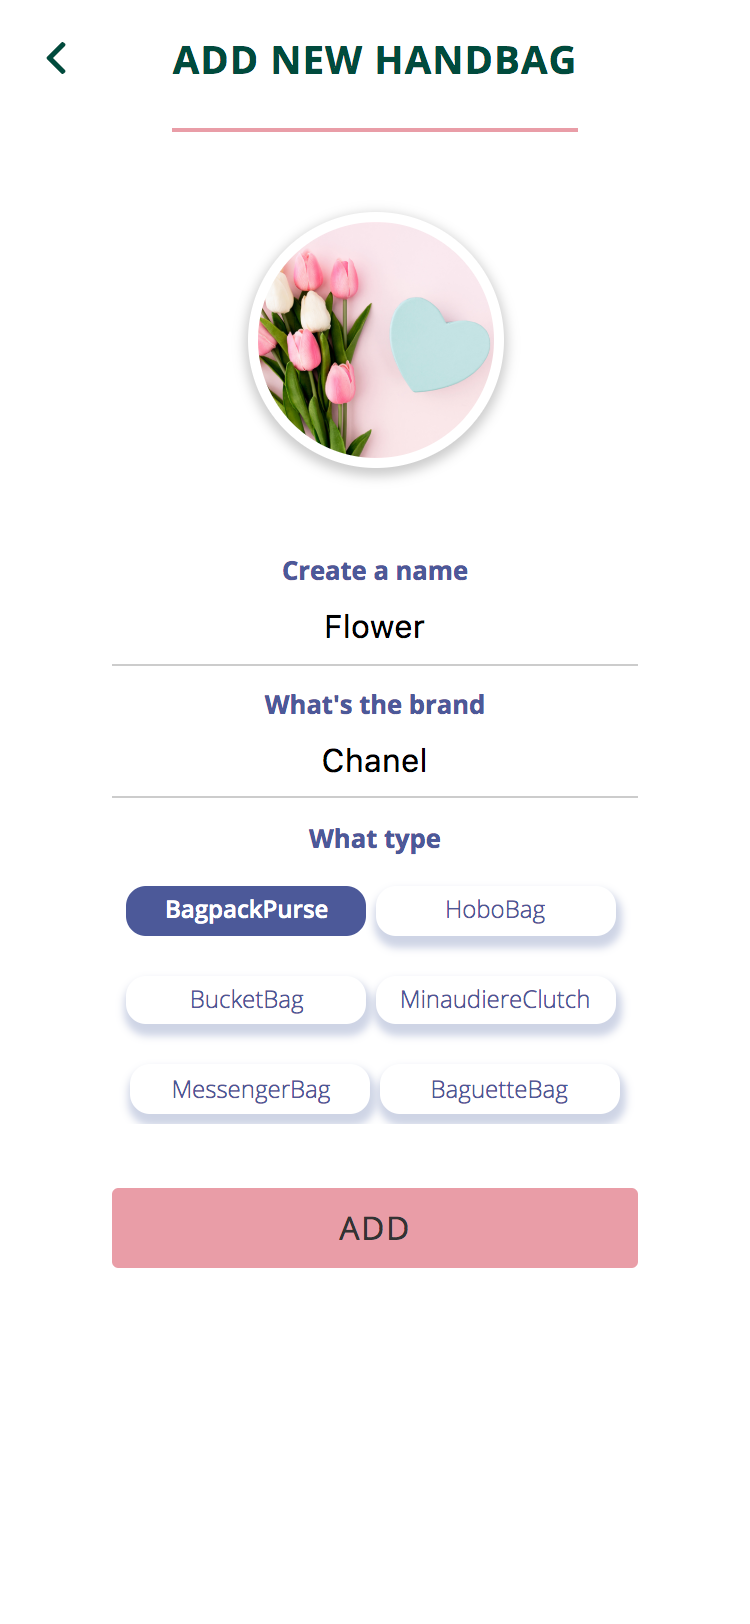 ADD NEW HANDBAG
Create a name
Flower
What's the brand
Chanel
What type
BagpackPurse HoboBag
BucketBag MinaudiereClutch
MessengerBag BaguetteBag
ADD